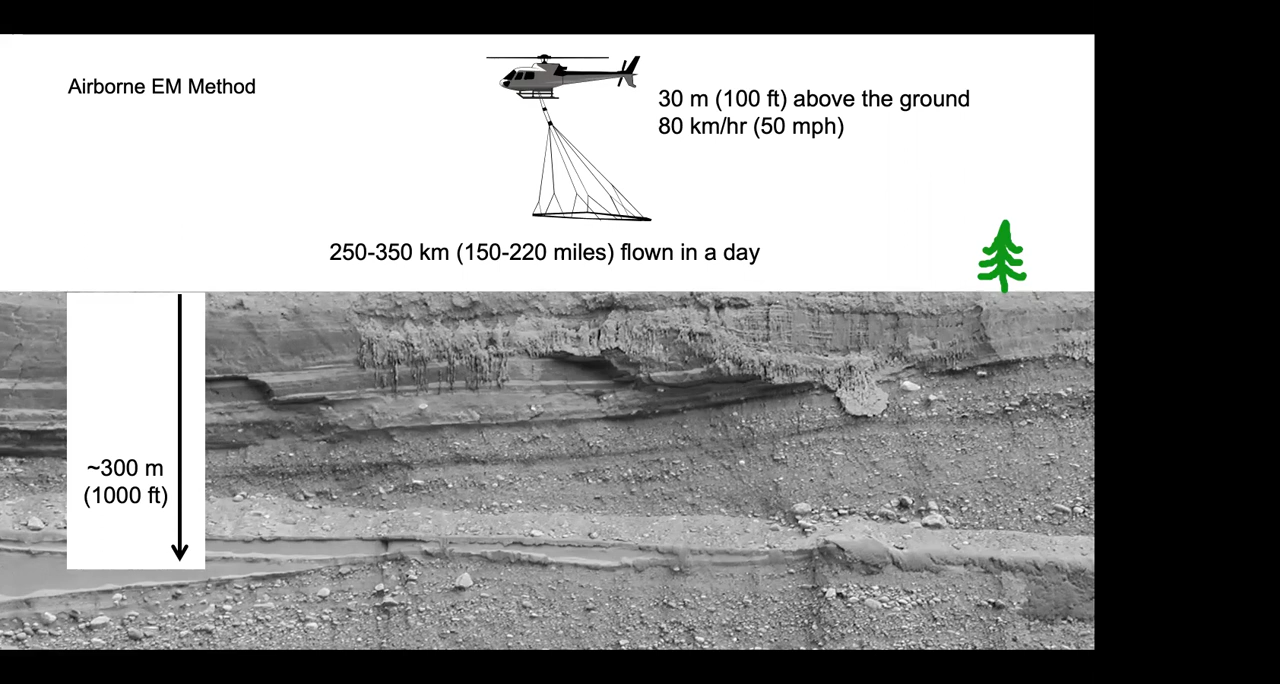 Airborne EM Method
30 m (100 ft) above the ground
80 km/hr (50 mph)
250-350 km (150-220 miles) flown in a day
~300 m
(1000 ft)